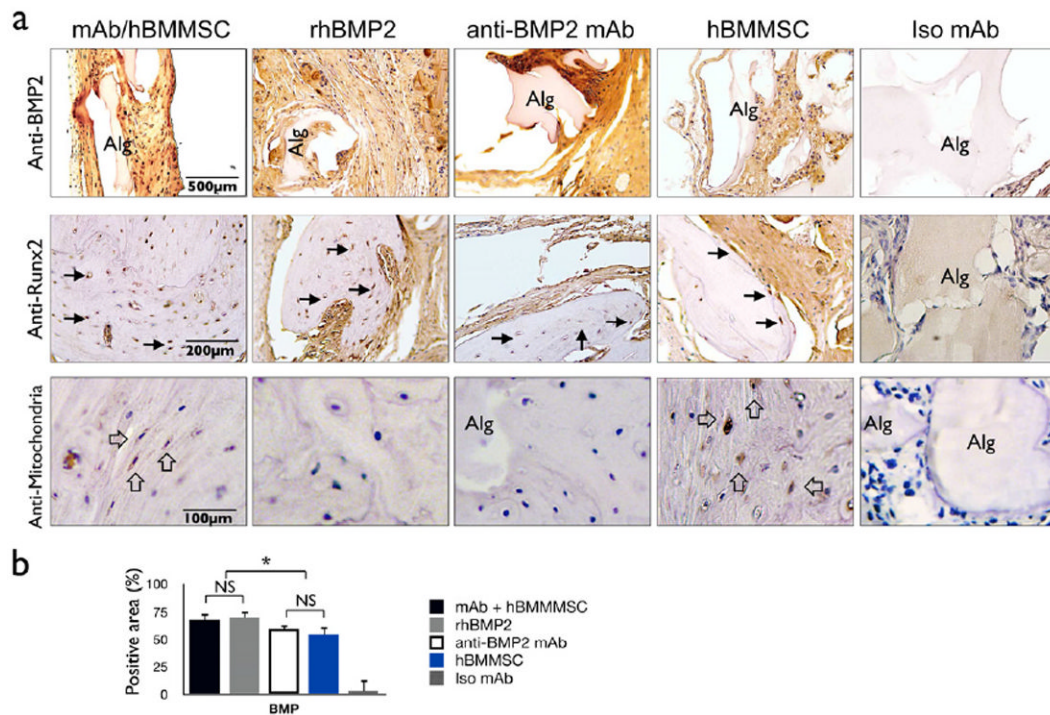 a
mAb/hBMMSC rhBMP2 anti-BMP2 mAb hBMMSC Iso mAb
Anti-BMP2
Alg Alg Alg Alg Alg
500µm
Anti-Runx2
Alg
200µm
Anti-Mitochondria
Alg Alg Alg
100µm
b
Positive area (%)
100
75
50
25
0
*
NS NS
BMP
mAb + hBMMMSC
rhBMP2
anti-BMP2 mAb
hBMMSC
Iso mAb